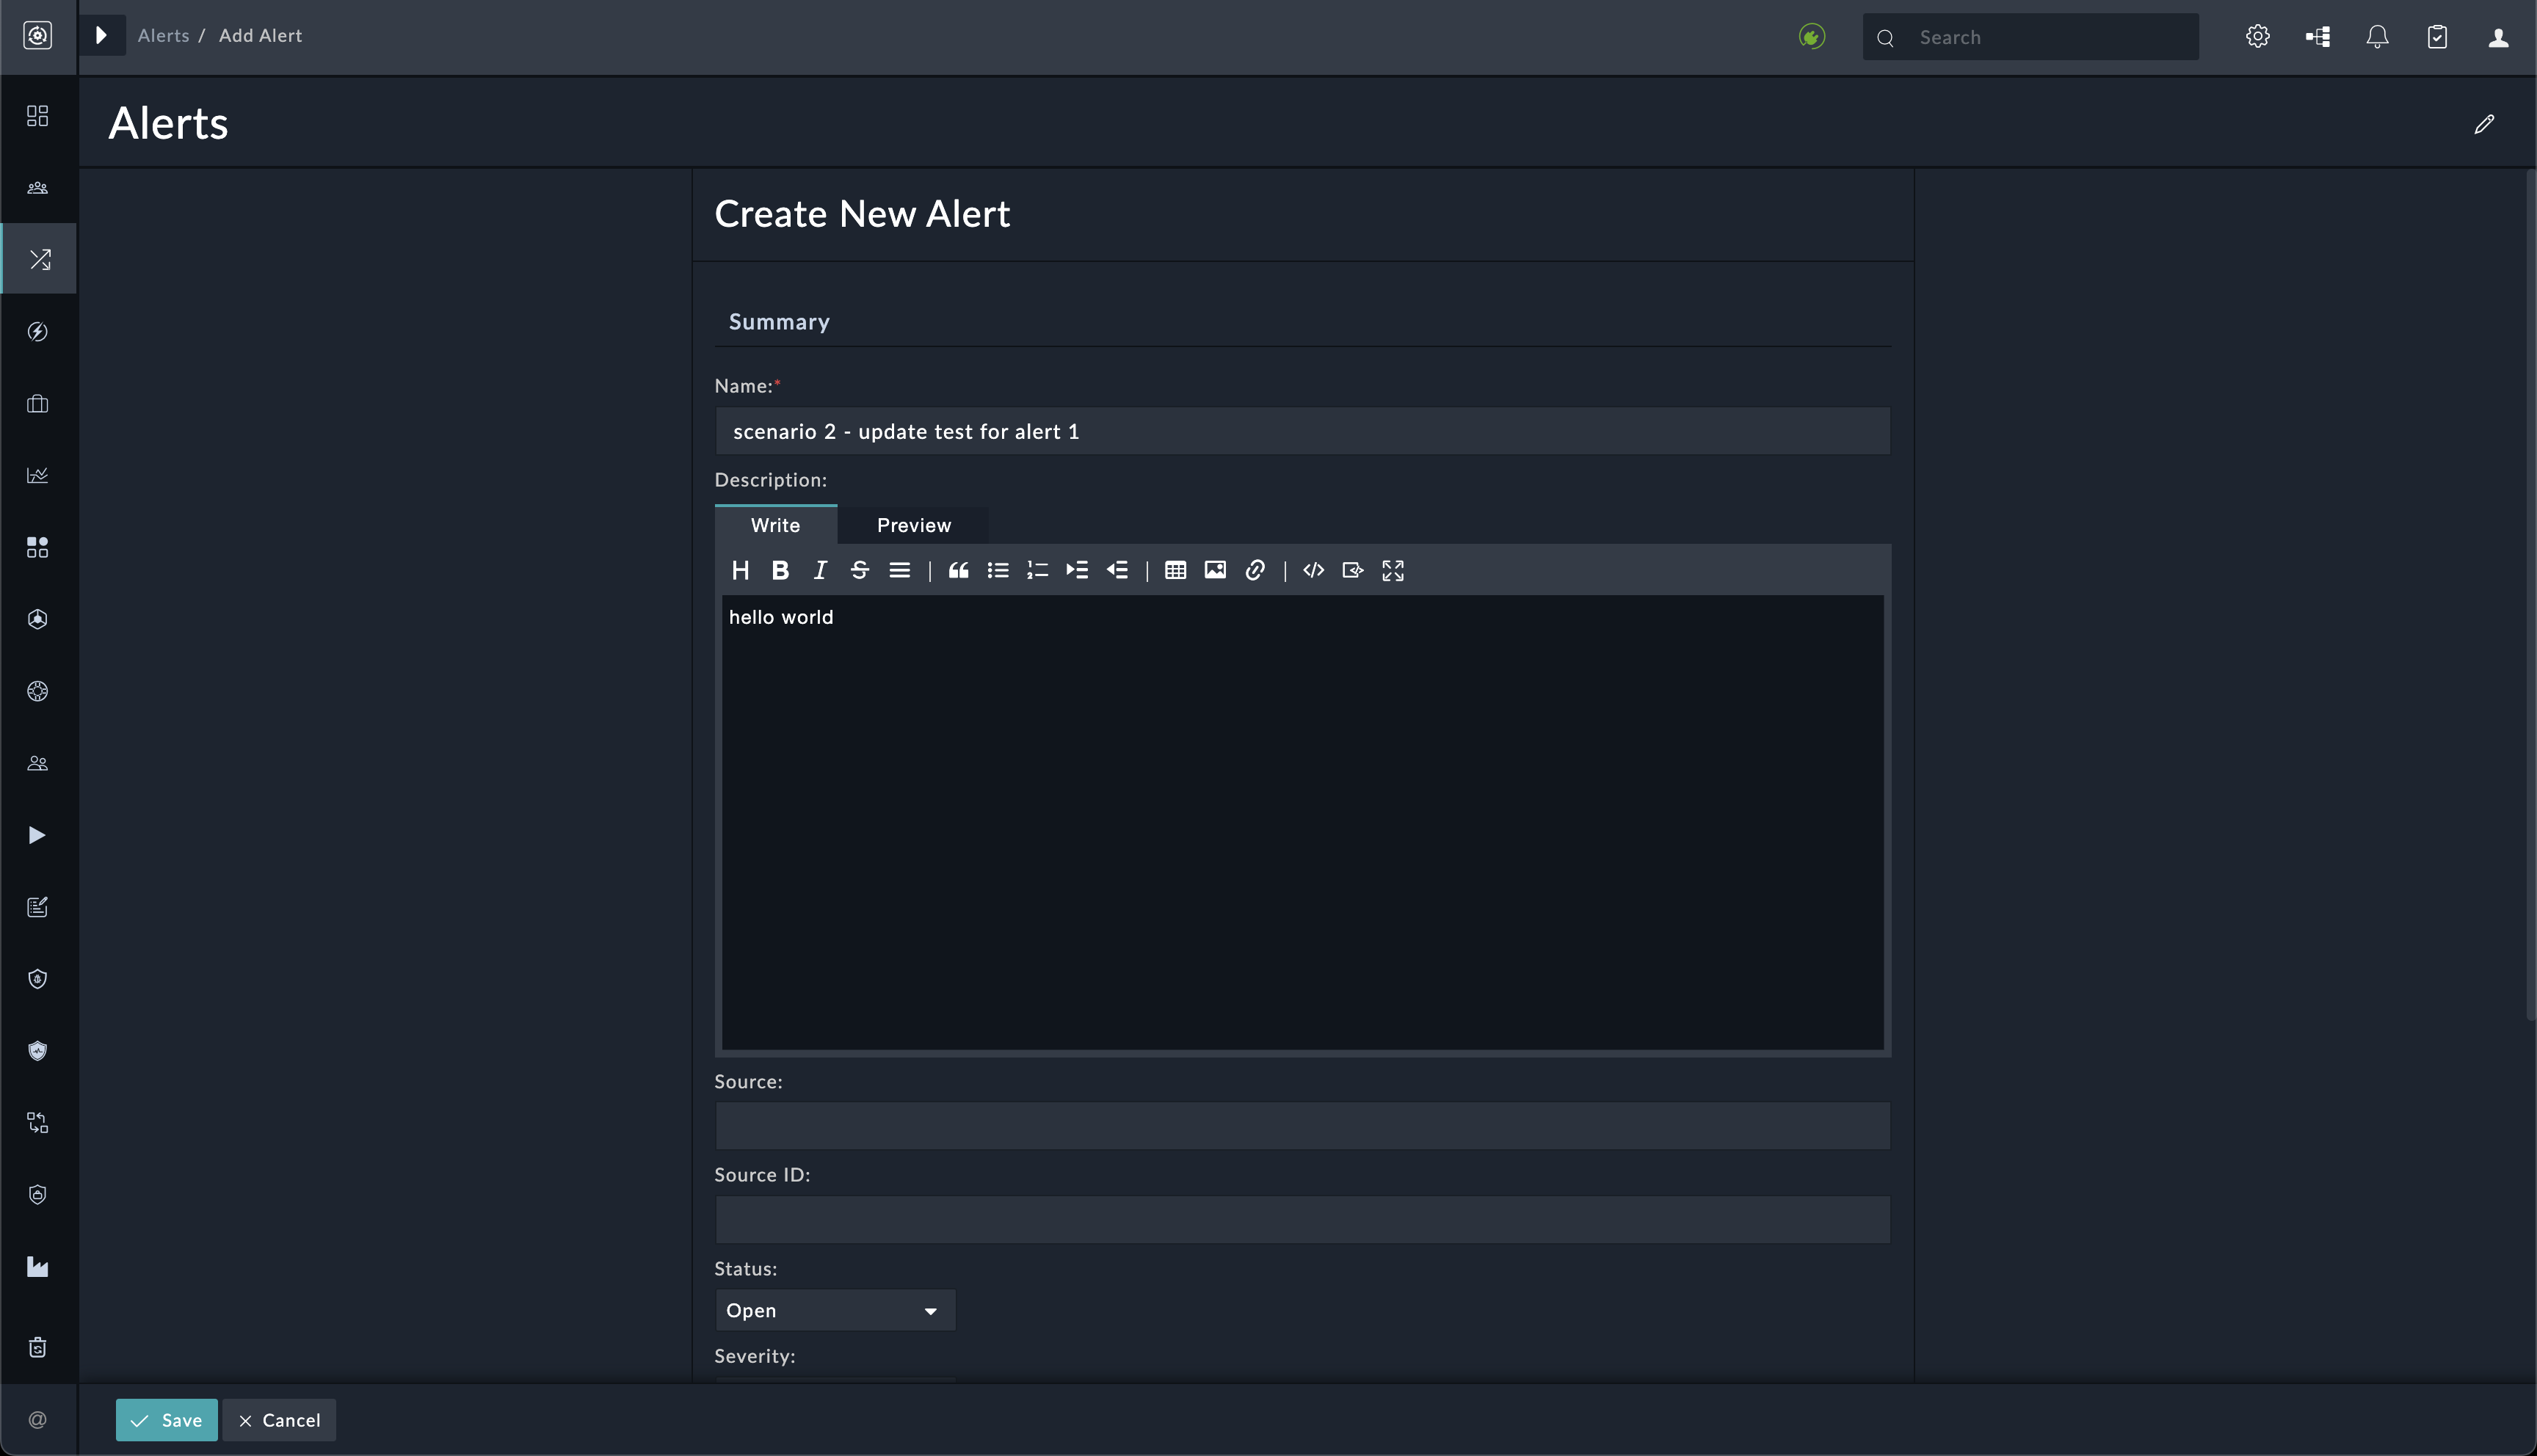 Alerts / Add Alert
Search
Alerts
Create New Alert
Summary
Name:*
scenario 2 - update test for alert 1
Description:
Write Preview
hello world
Source:
Source ID:
Status:
Open
Severity:
@
Save Cancel